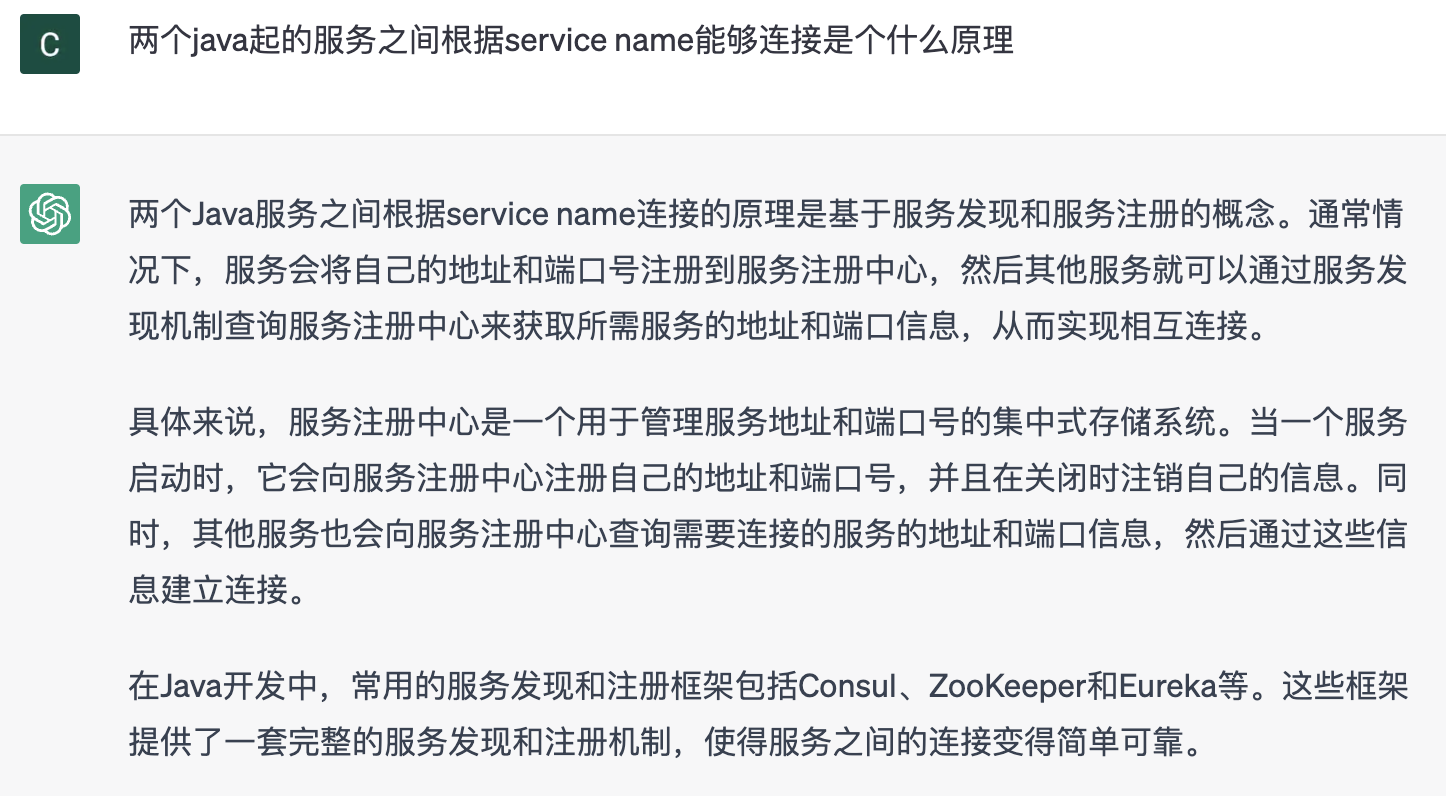 C
两个java起的服务之间根据service name能够连接是个什么原理
两个Java服务之间根据service name连接的原理是基于服务发现和服务注册的概念。通常情
况下，服务会将自己的地址和端口号注册到服务注册中心，然后其他服务就可以通过服务发
现机制查询服务注册中心来获取所需服务的地址和端口信息，从而实现相互连接。
具体来说，服务注册中心是一个用于管理服务地址和端口号的集中式存储系统。当一个服务
启动时，它会向服务注册中心注册自己的地址和端口号，并且在关闭时注销自己的信息。同
时，其他服务也会向服务注册中心查询需要连接的服务的地址和端口信息，然后通过这些信
息建立连接。
在Java开发中，常用的服务发现和注册框架包括Consul、ZooKeeper和Eureka等。这些框架
提供了一套完整的服务发现和注册机制，使得服务之间的连接变得简单可靠。